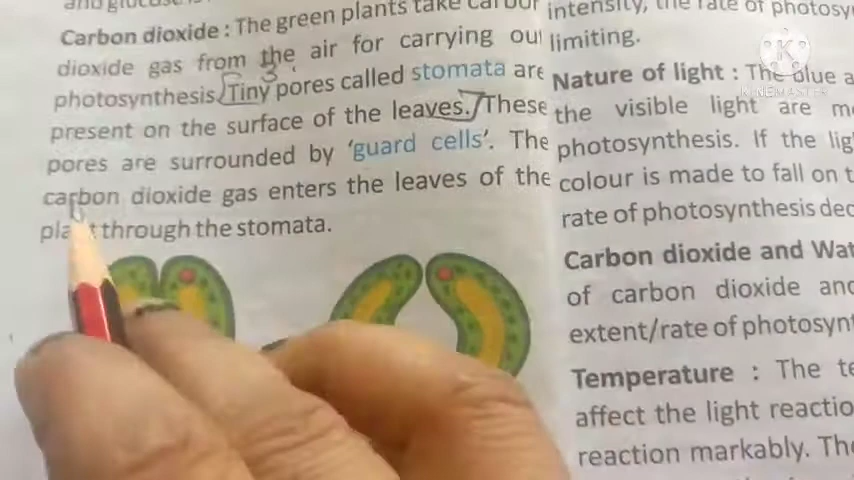 Carbon dioxide : The green plants take carbon
dioxide gas from the air for carrying out
photosynthesis. Tiny pores called stomata are
present on the surface of the leaves. These
pores are surrounded by 'guard cells'. The
carbon dioxide gas enters the leaves of the
plant through the stomata.
intensity, the rate of photosy
limiting.
Nature of light : The blue a
the visible light are m
photosynthesis. If the lig
colour is made to fall on t
rate of photosynthesis dec
Carbon dioxide and Wat
of carbon dioxide and
extent/rate of photosynt
Temperature : The te
affect the light reactio
reaction markably. The
K
KINEMASTER
3